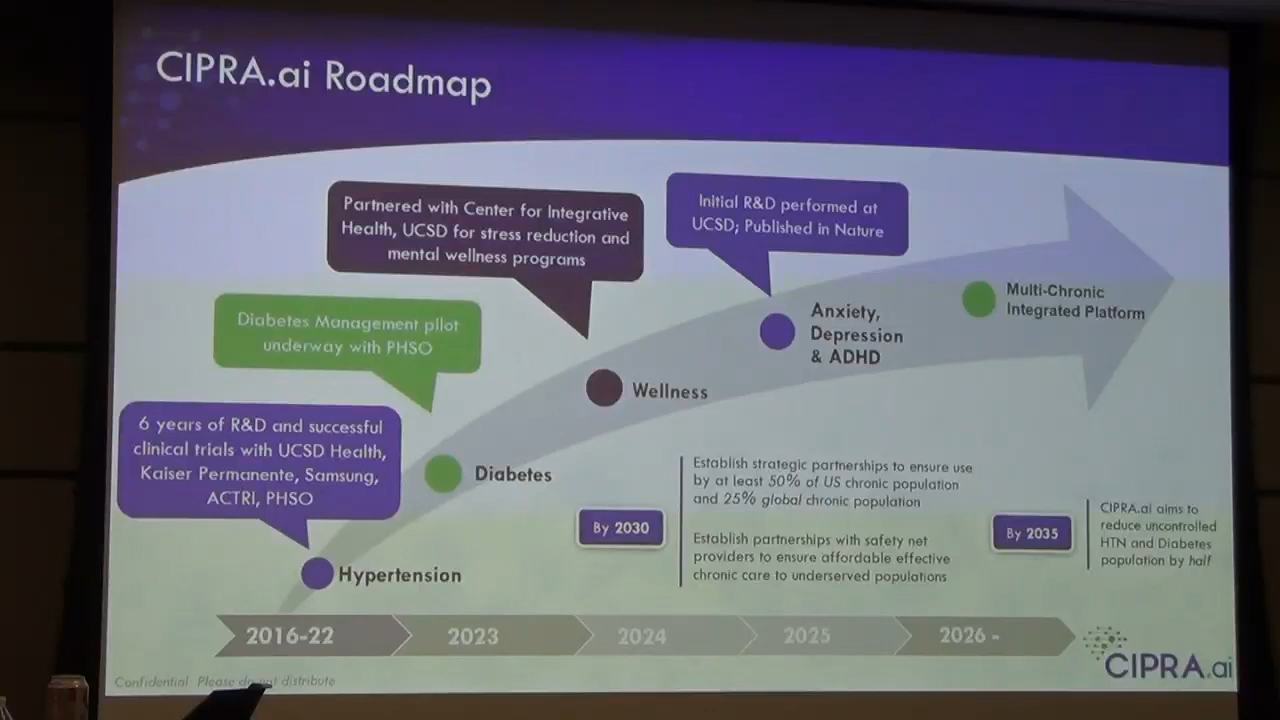 CIPRA.ai Roadmap
Partnered with Center for Integrative
Health, UCSD for stress reduction and
mental wellness programs
Initial R&D performed at
UCSD; Published in Nature
Diabetes Management pilot
underway with PHSO
6 years of R&D and successful
clinical trials with UCSD Health,
Kaiser Permanente, Samsung,
ACTRI, PHSO
Hypertension
Diabetes
Wellness
Anxiety,
Depression
& ADHD
Multi-Chronic
Integrated Platform
By 2030
Establish strategic partnerships to ensure use
by at least 50% of US chronic population
and 25% global chronic population
Establish partnerships with safety net
providers to ensure affordable effective
chronic care to underserved populations
By 2035
CIPRA.ai aims to
reduce uncontrolled
HTN and Diabetes
population by half
2016-22
2023
2024
2025
2026 -
CIPRA.ai
Confidential Please do not distribute